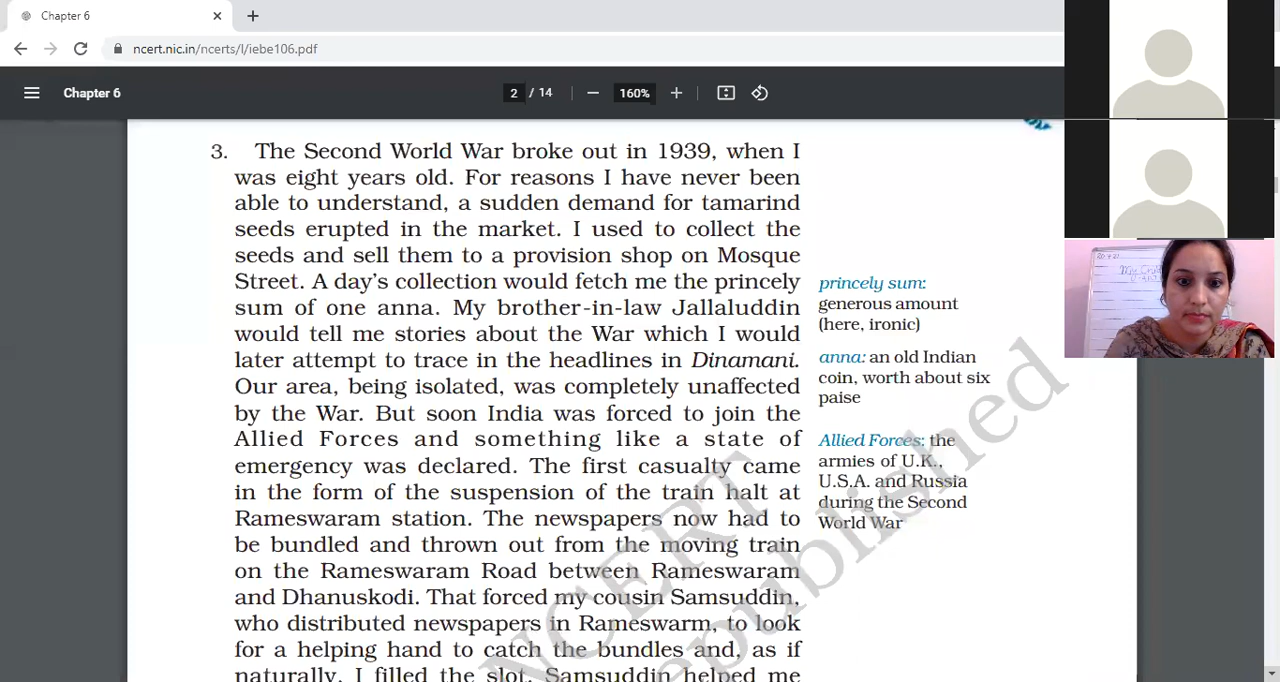 Chapter 6
ncert.nic.in/ncerts/l/iebe106.pdf
Chapter 6
2 / 14
160%
3. The Second World War broke out in 1939, when I
was eight years old. For reasons I have never been
able to understand, a sudden demand for tamarind
seeds erupted in the market. I used to collect the
seeds and sell them to a provision shop on Mosque
Street. A day's collection would fetch me the princely
sum of one anna. My brother-in-law Jallaluddin
would tell me stories about the War which I would
later attempt to trace in the headlines in Dinamani.
Our area, being isolated, was completely unaffected
by the War. But soon India was forced to join the
Allied Forces and something like a state of
emergency was declared. The first casualty came
in the form of the suspension of the train halt at
Rameswaram station. The newspapers now had to
be bundled and thrown out from the moving train
on the Rameswaram Road between Rameswaram
and Dhanuskodi. That forced my cousin Samsuddin,
who distributed newspapers in Rameswarm, to look
for a helping hand to catch the bundles and, as if
naturally, I filled the slot. Samsuddin helped me
princely sum:
generous amount
(here, ironic)
anna: an old Indian
coin, worth about six
paise
Allied Forces: the
armies of U.K.,
U.S.A. and Russia
during the Second
World War
NCERT
republished